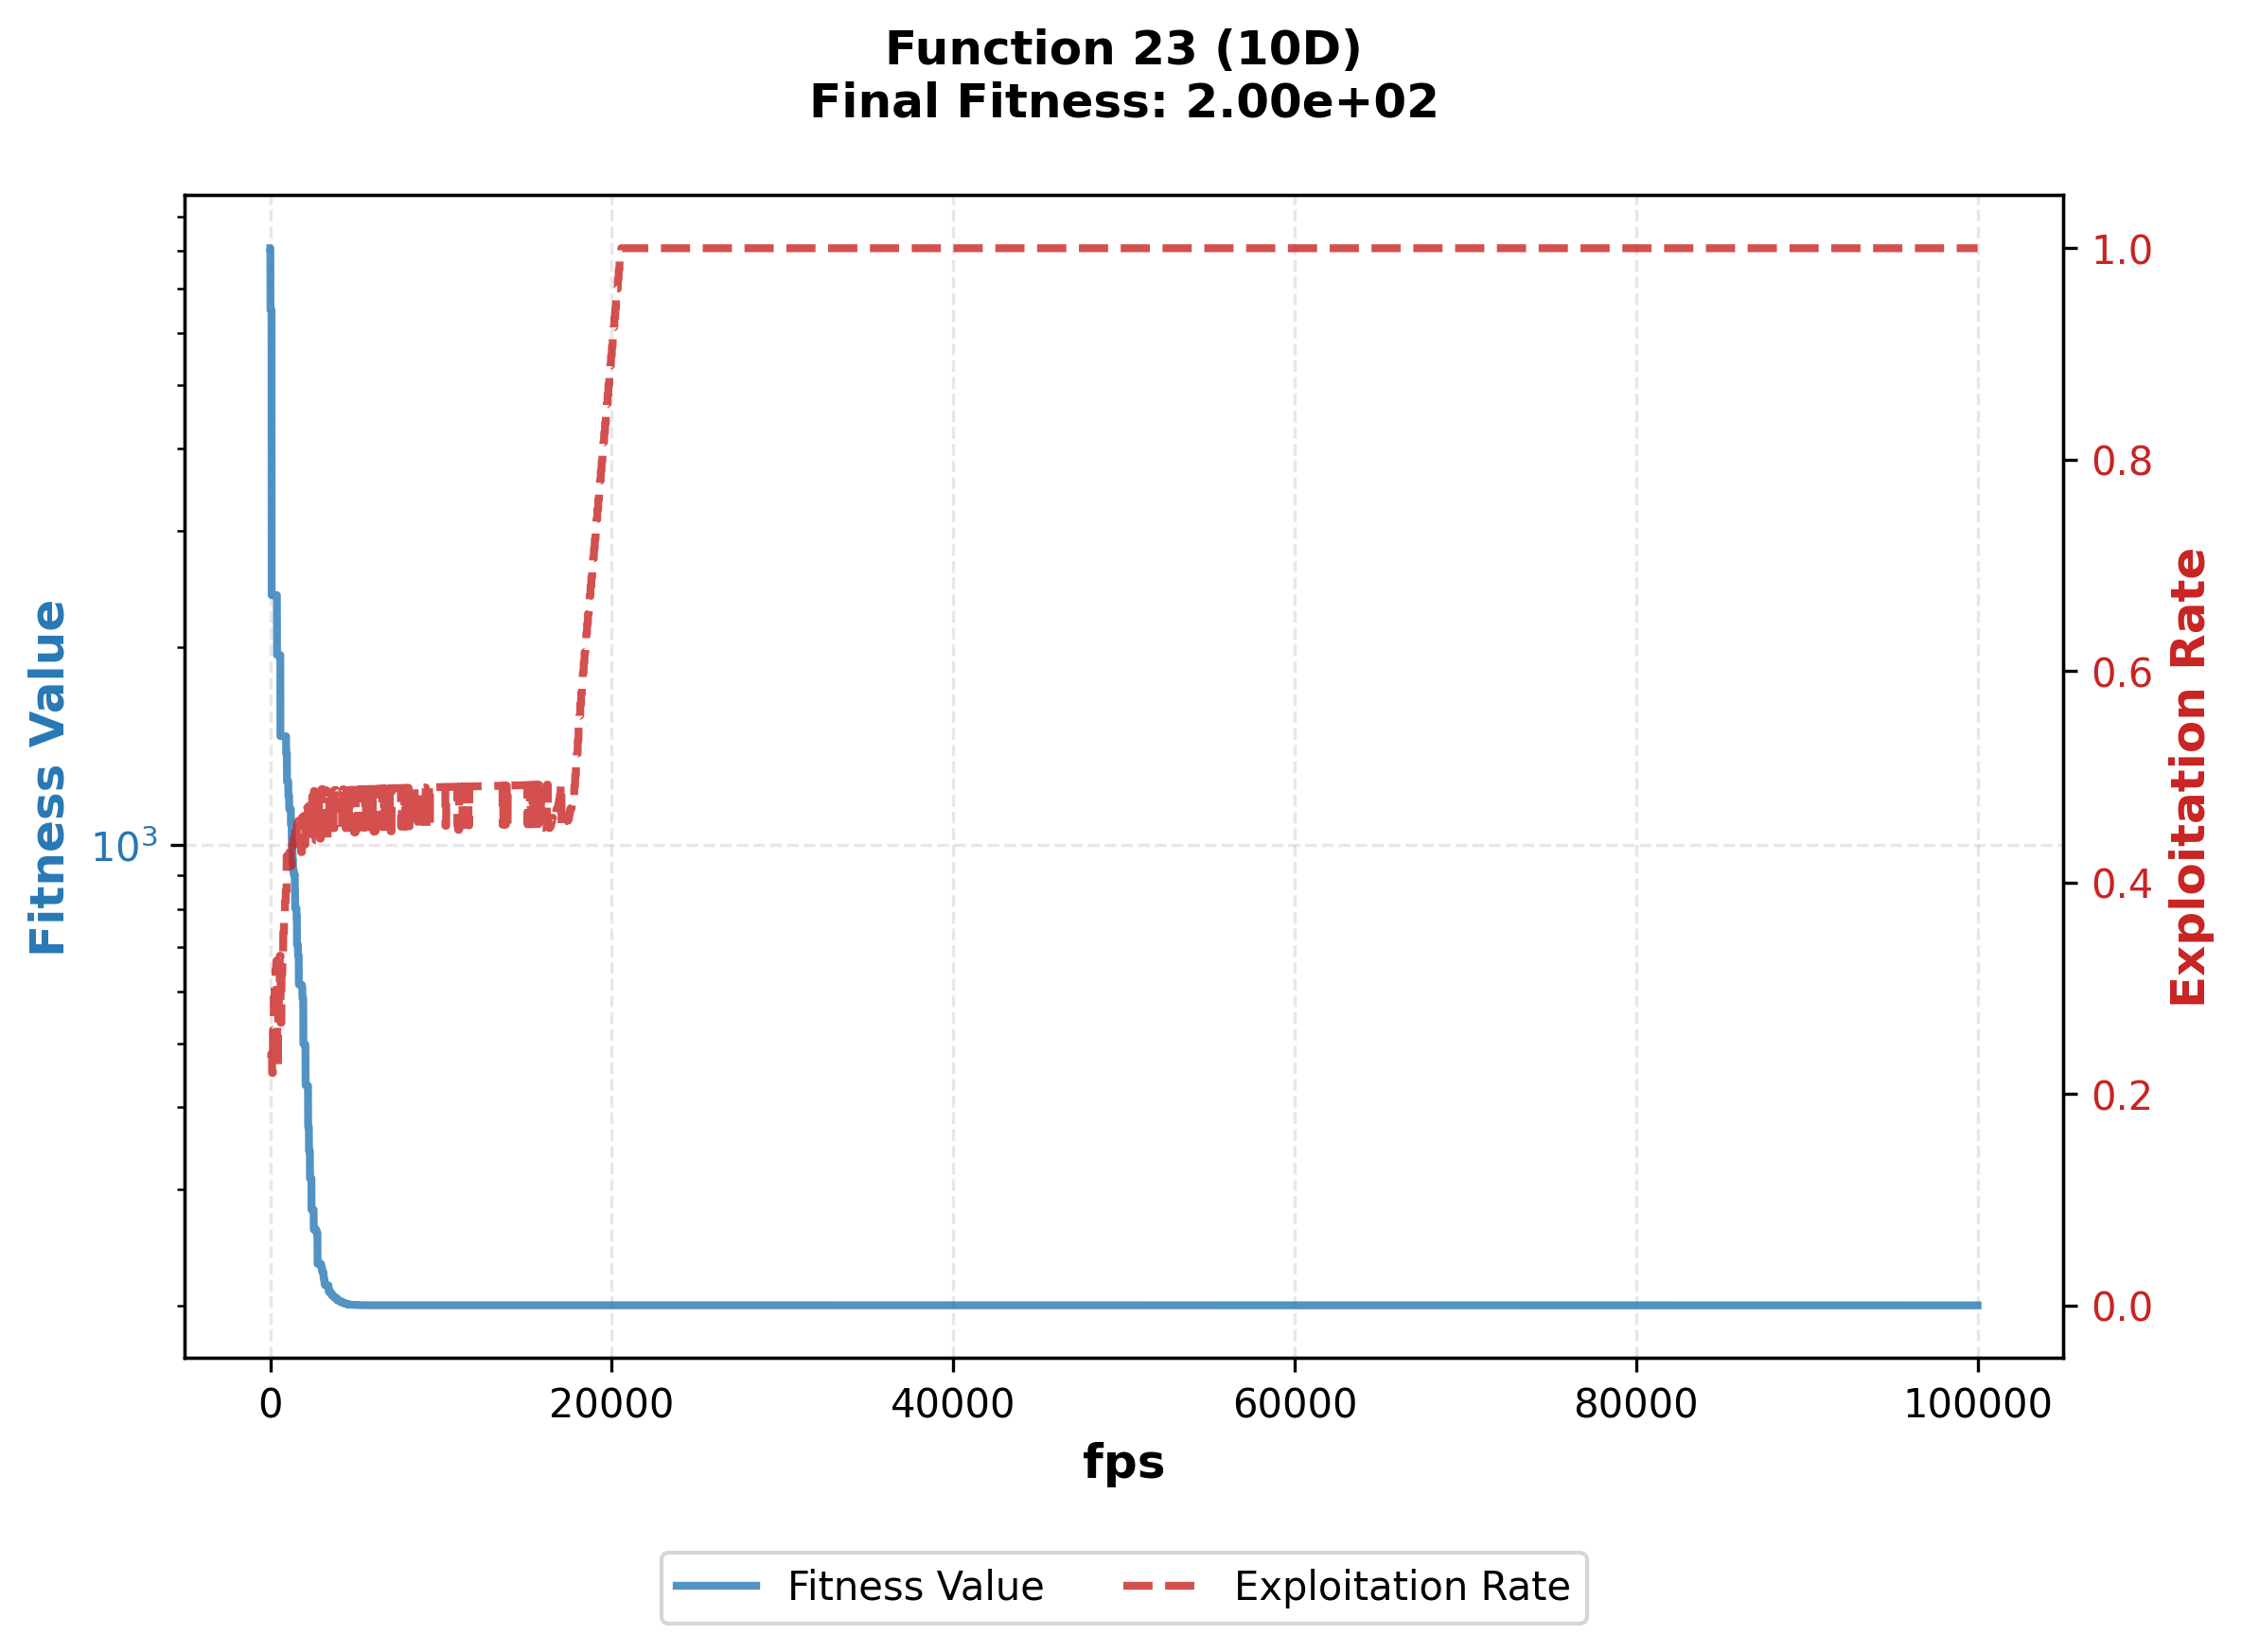 Function 23 (10D)
Final Fitness: 2.00e+02
Fitness Value
10³
Exploitation Rate
1.0
0.8
0.6
0.4
0.2
0.0
0 20000 40000 60000 80000 100000
fps
Fitness Value Exploitation Rate